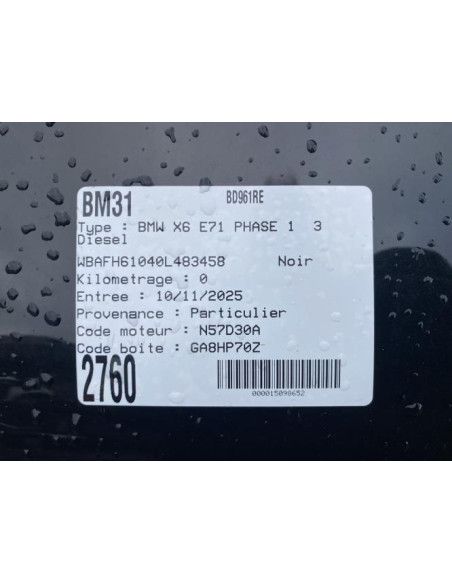 BM31 BD961RE
Type : BMW X6 E71 PHASE 1 3
Diesel
WBAFH61040L483458 Noir
Kilometrage : 0
Entree : 10/11/2025
Provenance : Particulier
Code moteur : N57D30A
Code boite : GA8HP70Z
2760
000015098652